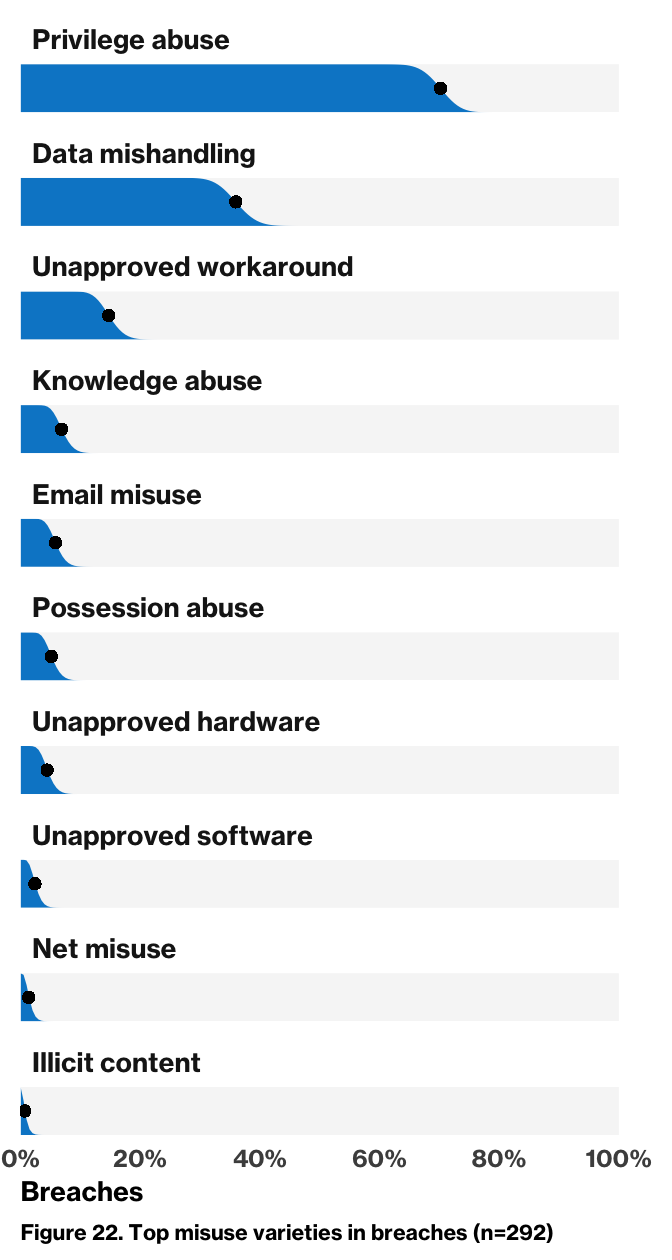 Privilege abuse
Data mishandling
Unapproved workaround
Knowledge abuse
Email misuse
Possession abuse
Unapproved hardware
Unapproved software
Net misuse
Illicit content
0% 20% 40% 60% 80% 100%
Breaches
Figure 22. Top misuse varieties in breaches (n=292)